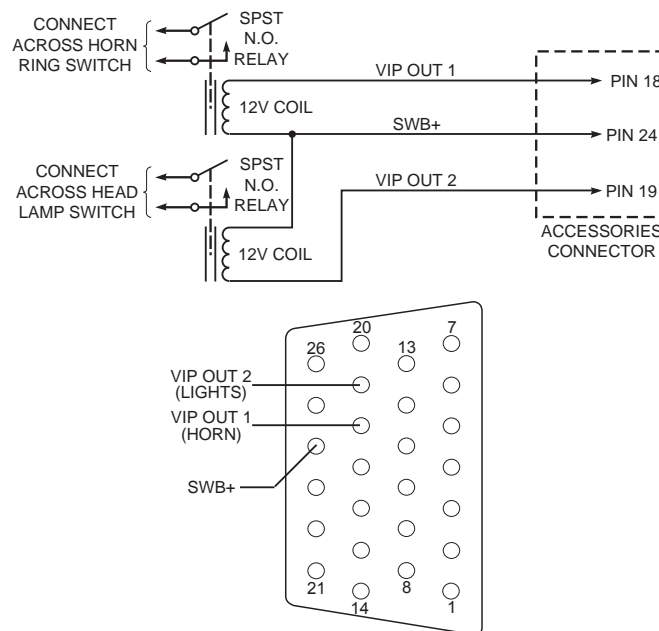 CONNECT
ACROSS HORN
RING SWITCH
SPST
N.O.
RELAY
12V COIL
VIP OUT 1
PIN 18
SWB+
PIN 24
CONNECT
ACROSS HEAD
LAMP SWITCH
SPST
N.O.
RELAY
12V COIL
VIP OUT 2
PIN 19
ACCESSORIES
CONNECTOR
20
7
26
13
VIP OUT 2
(LIGHTS)
VIP OUT 1
(HORN)
SWB+
21
8
14
1